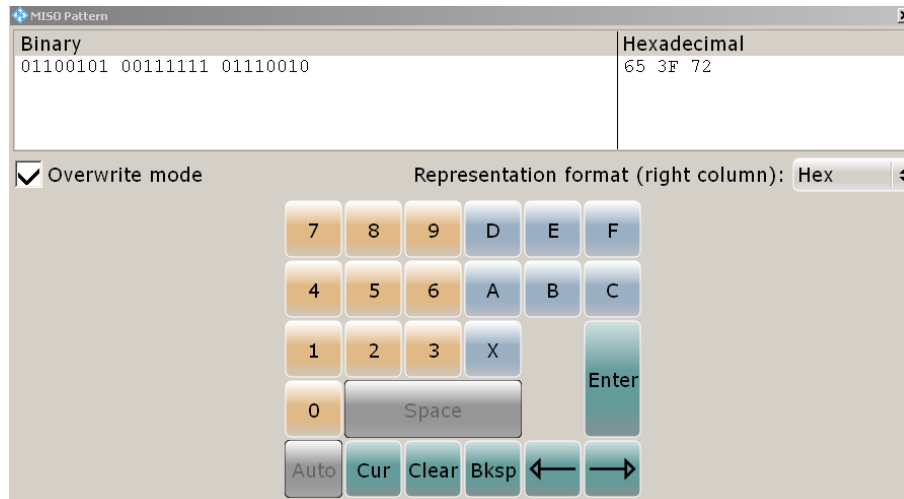 MISO Pattern
Binary Hexadecimal
01100101 00111111 01110010 65 3F 72
Overwrite mode Representation format (right column): Hex
7 8 9 D E F
4 5 6 A B C
1 2 3 X
Enter
0 Space
Auto Cur Clear Bksp